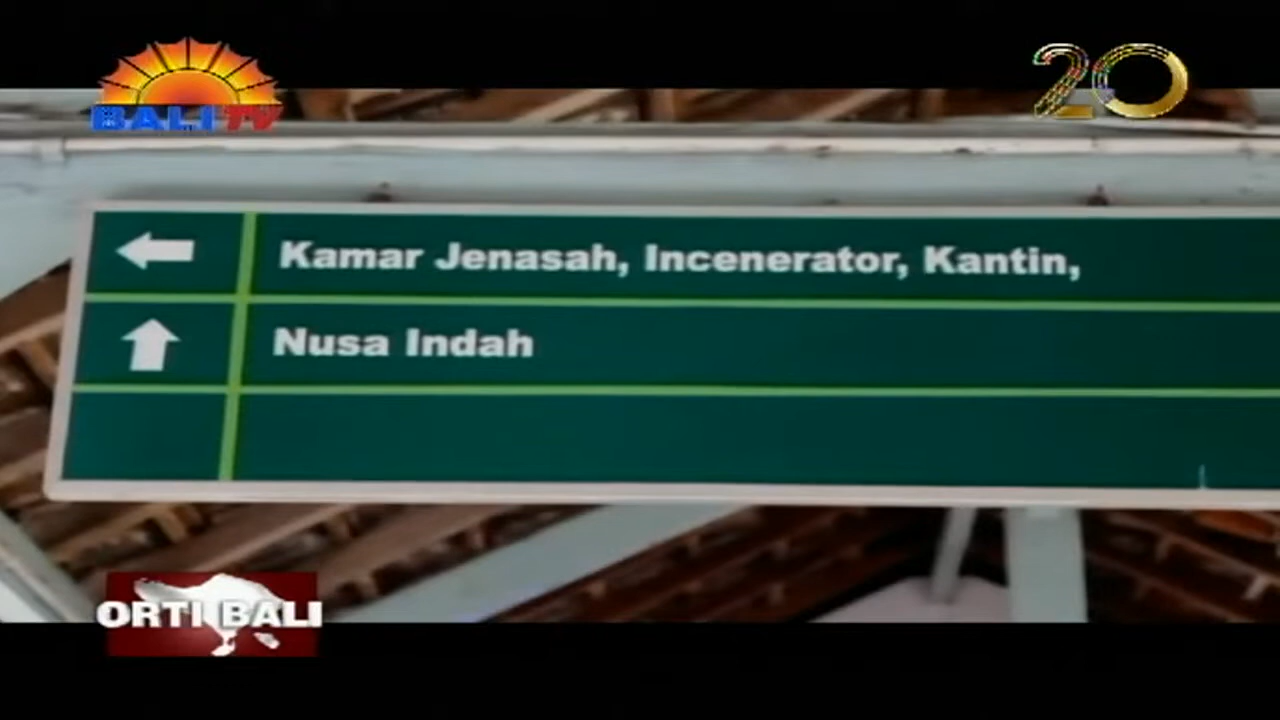 BALI TV
20
Kamar Jenasah, Incenerator, Kantin,
Nusa Indah
ORTI BALI